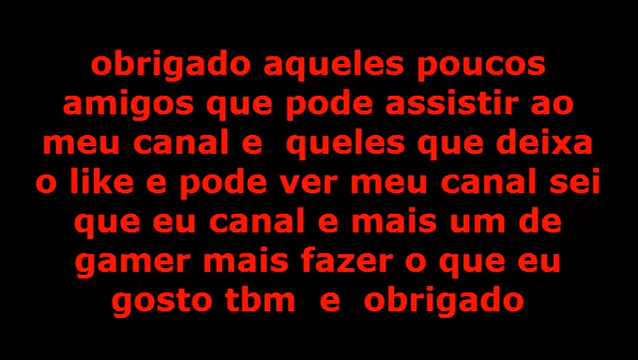 obrigado aqueles poucos
amigos que pode assistir ao
meu canal e  queles que deixa
o like e pode ver meu canal sei
que eu canal e mais um de
gamer mais fazer o que eu
gosto tbm  e  obrigado